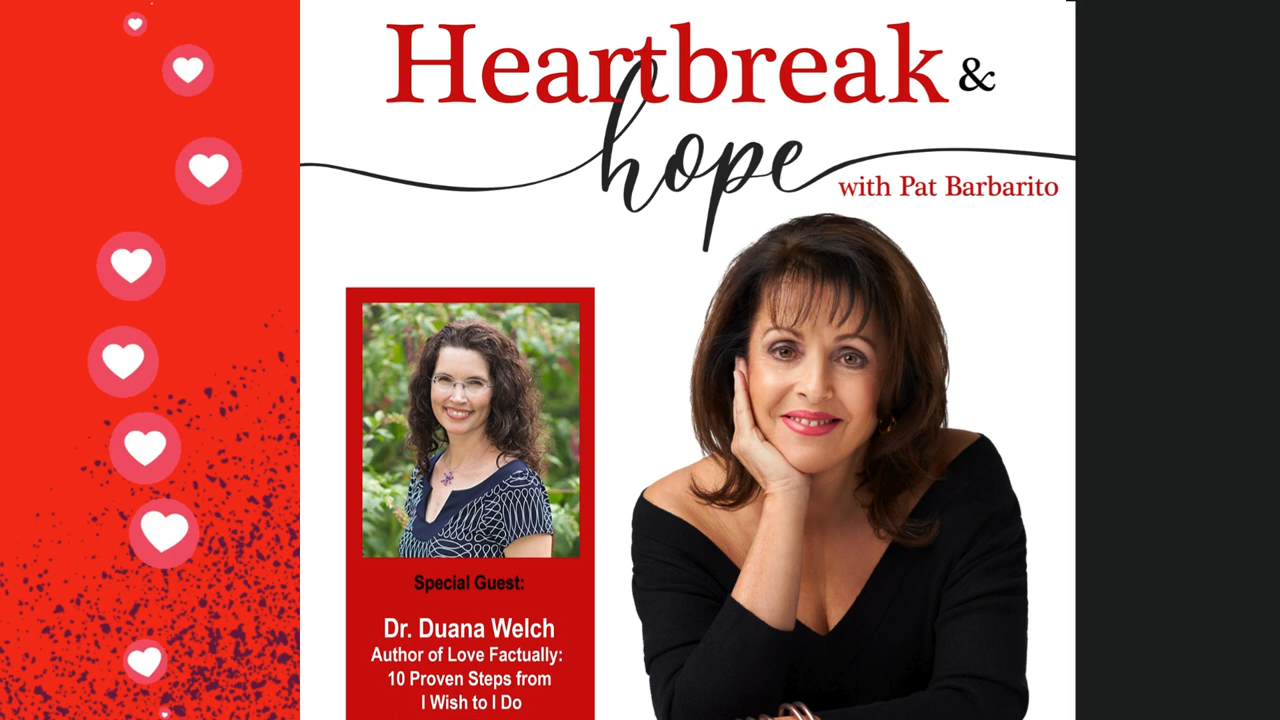 Heartbreak &
hope
with Pat Barbarito
Special Guest:
Dr. Duana Welch
Author of Love Factually:
10 Proven Steps from
I Wish to I Do